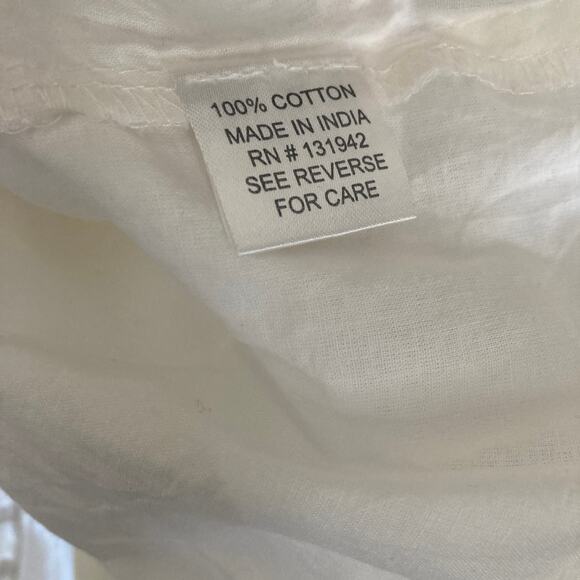 100% COTTON
MADE IN INDIA
RN # 131942
SEE REVERSE
FOR CARE